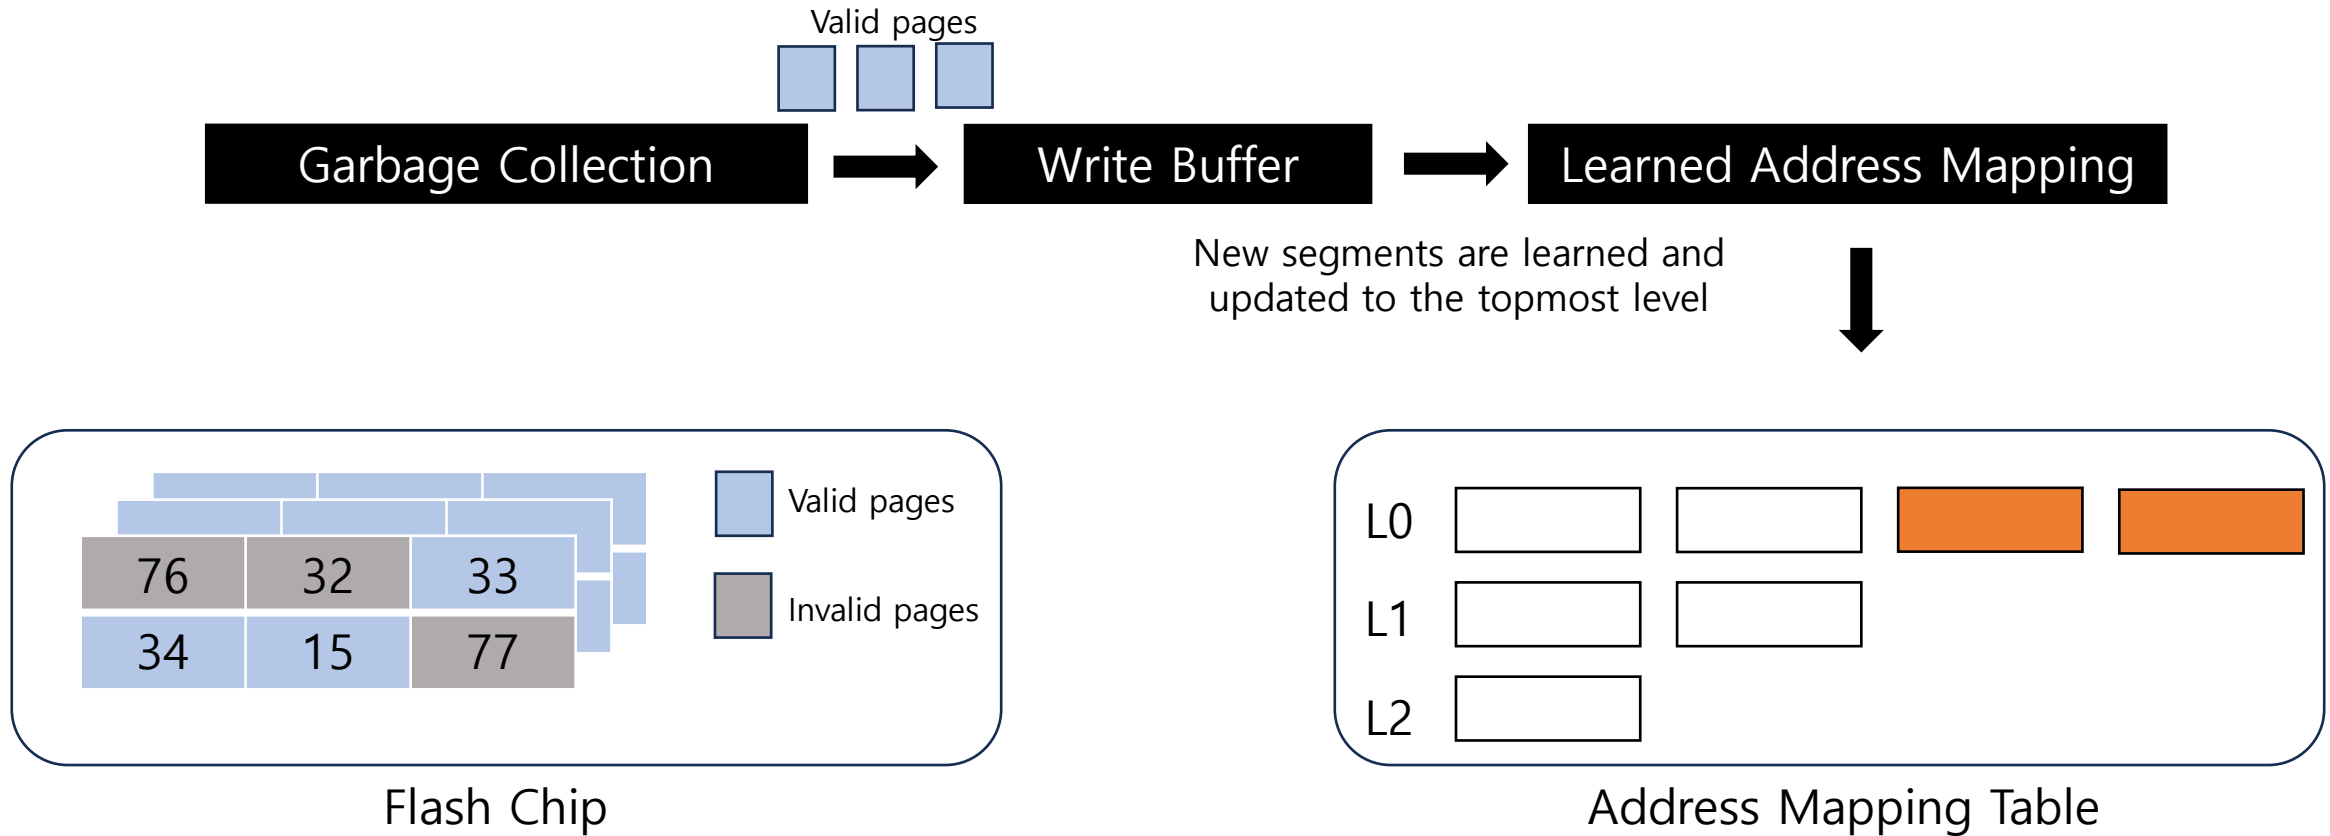 Valid pages
Garbage Collection
Write Buffer
Learned Address Mapping
New segments are learned and
updated to the topmost level
76 32 33
34 15 77
Valid pages
Invalid pages
Flash Chip
L0
L1
L2
Address Mapping Table